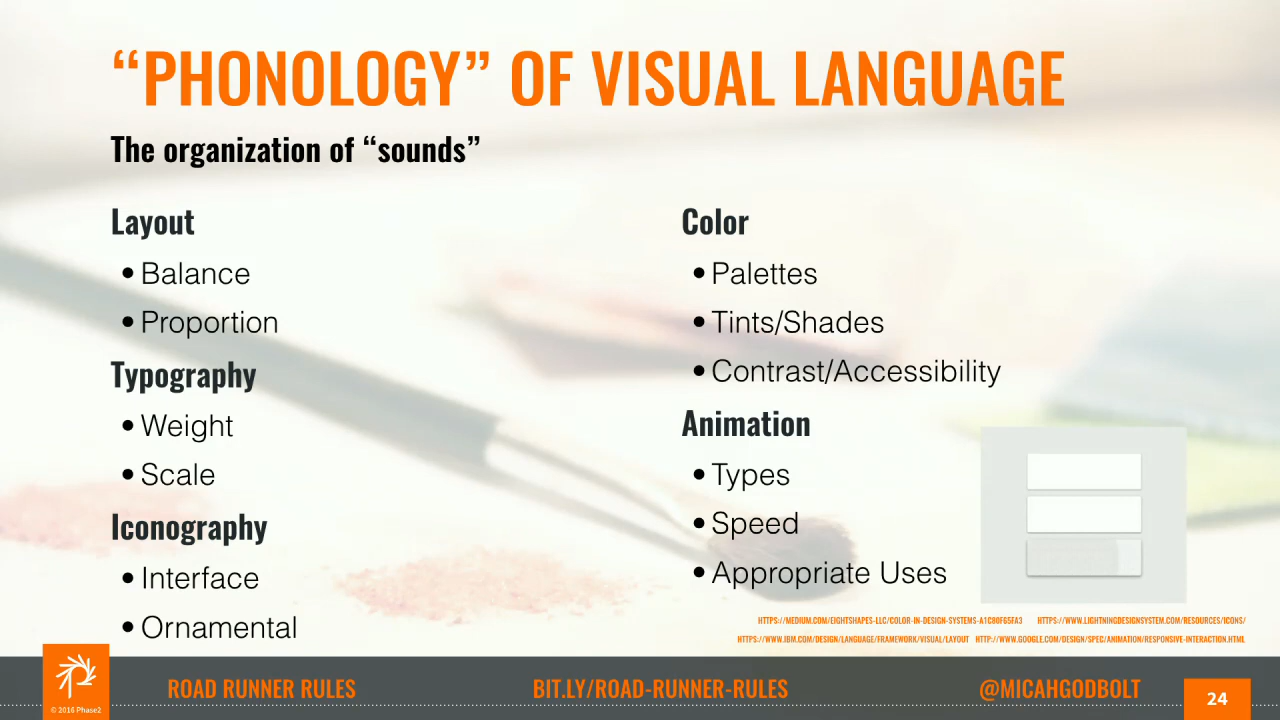 “PHONOLOGY” OF VISUAL LANGUAGE
The organization of “sounds”
Layout
• Balance
• Proportion
Typography
• Weight
• Scale
Iconography
• Interface
• Ornamental
Color
• Palettes
• Tints/Shades
• Contrast/Accessibility
Animation
• Types
• Speed
• Appropriate Uses
HTTPS://MEDIUM.COM/EIGHTSHAPES-LLC/COLOR-IN-DESIGN-SYSTEMS-A1C80F65FA3 HTTPS://WWW.LIGHTNINGDESIGNSYSTEM.COM/RESOURCES/ICONS/
HTTPS://WWW.IBM.COM/DESIGN/LANGUAGE/FRAMEWORK/VISUAL/LAYOUT HTTP://WWW.GOOGLE.COM/DESIGN/SPEC/ANIMATION/RESPONSIVE-INTERACTION.HTML
© 2016 Phase2
ROAD RUNNER RULES BIT.LY/ROAD-RUNNER-RULES @MICAHGODBOLT 24